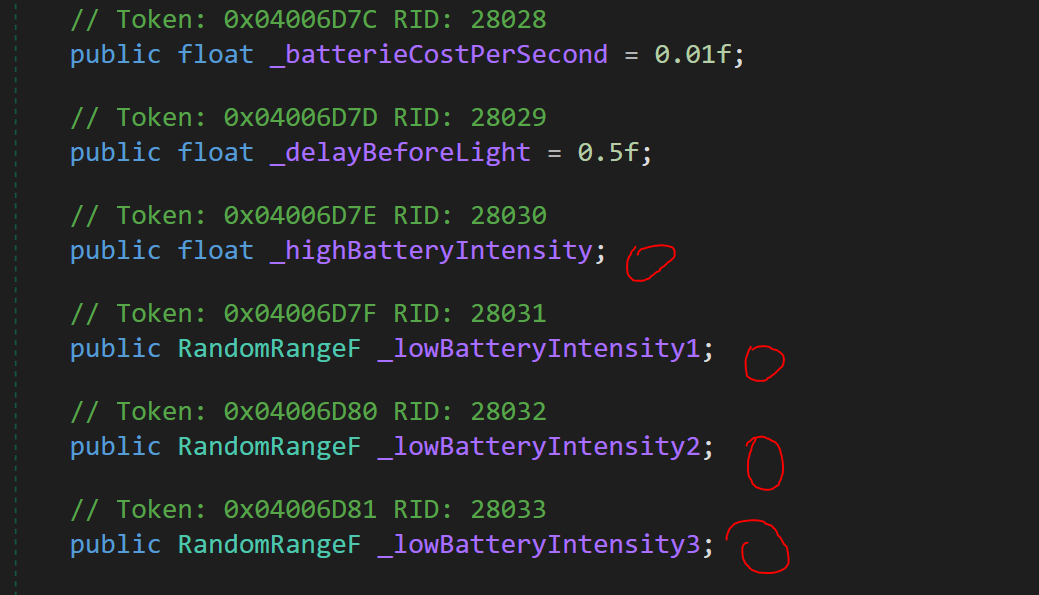 // Token: 0x04006D7C RID: 28028
public float _batterieCostPerSecond = 0.01f;
// Token: 0x04006D7D RID: 28029
public float _delayBeforeLight = 0.5f;
// Token: 0x04006D7E RID: 28030
public float _highBatteryIntensity;
// Token: 0x04006D7F RID: 28031
public RandomRangeF _lowBatteryIntensity1;
// Token: 0x04006D80 RID: 28032
public RandomRangeF _lowBatteryIntensity2;
// Token: 0x04006D81 RID: 28033
public RandomRangeF _lowBatteryIntensity3;